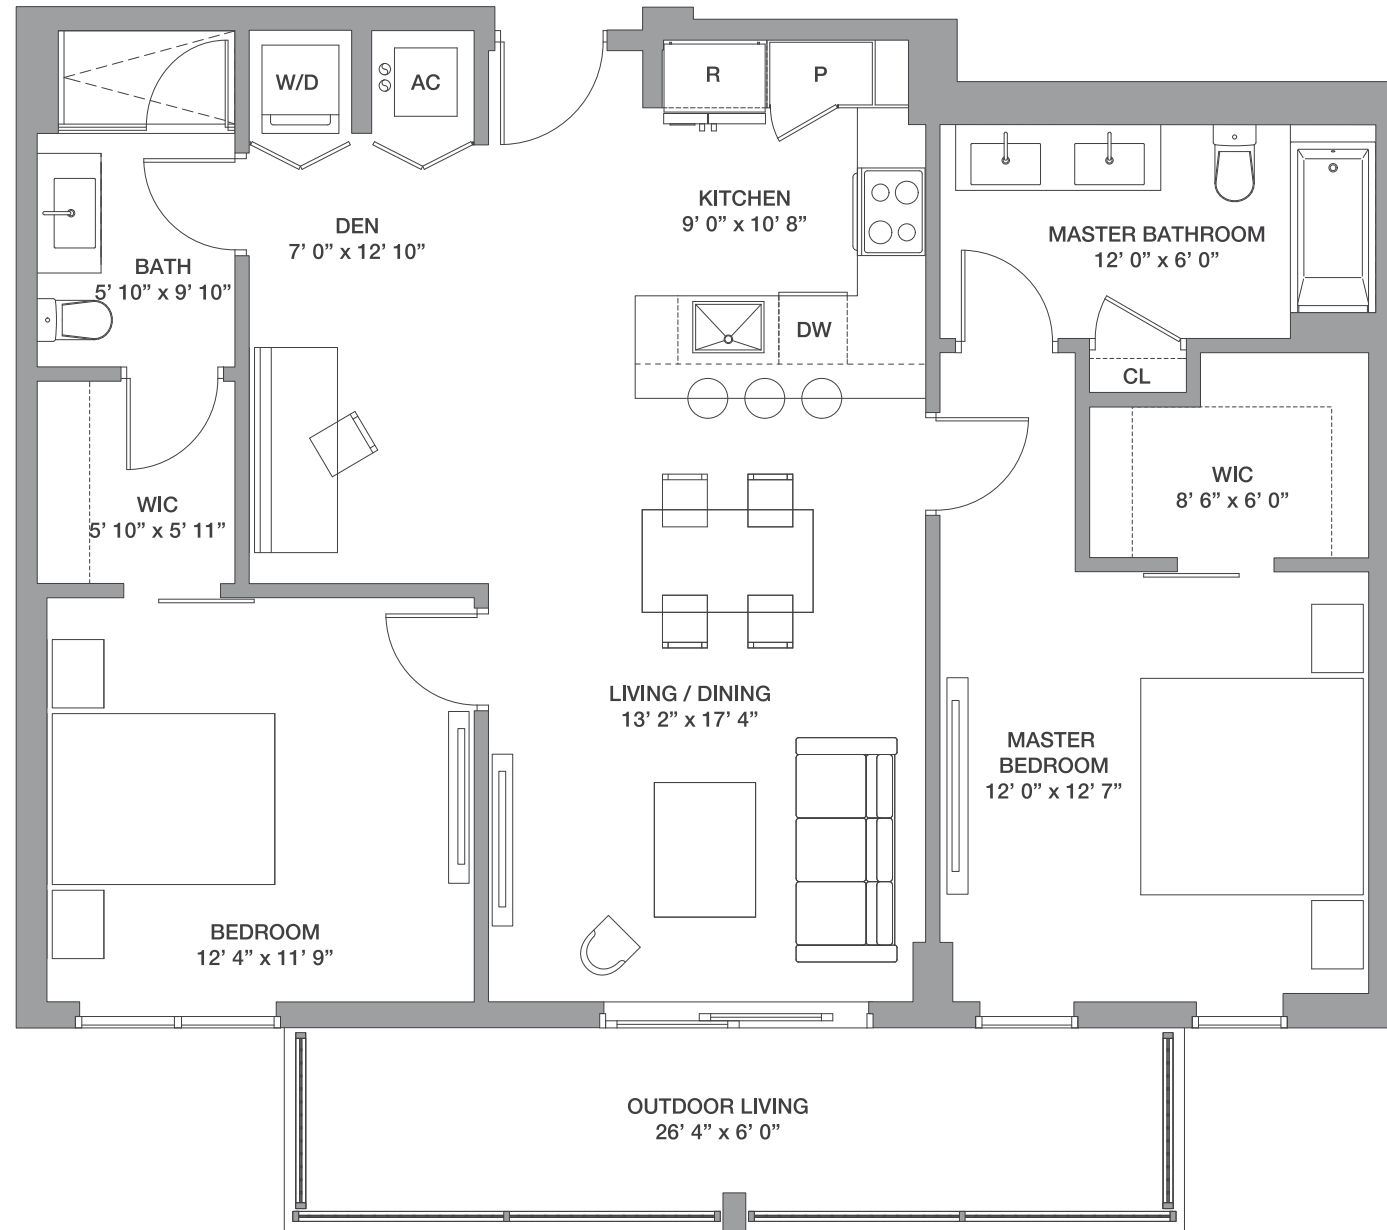 W/D
AC
R
P
KITCHEN
9’ 0” x 10’ 8”
DEN
7’ 0” x 12’ 10”
MASTER BATHROOM
12’ 0” x 6’ 0”
BATH
5’ 10” x 9’ 10”
DW
CL
WIC
8’ 6” x 6’ 0”
WIC
5’ 10” x 5’ 11”
LIVING / DINING
13’ 2” x 17’ 4”
MASTER
BEDROOM
12’ 0” x 12’ 7”
BEDROOM
12’ 4” x 11’ 9”
OUTDOOR LIVING
26’ 4” x 6’ 0”